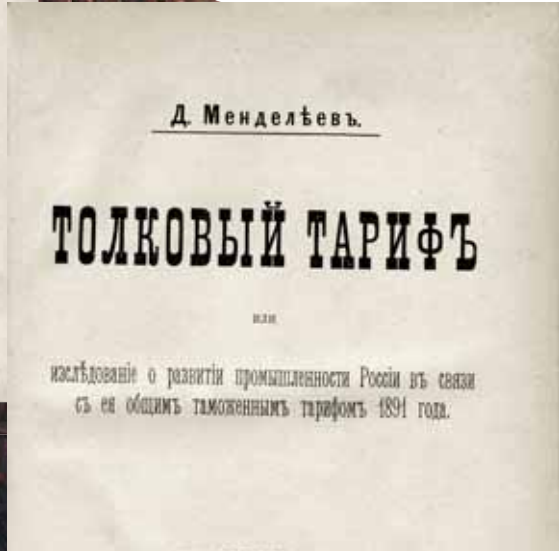 Д. Менделѣевъ.
ТОЛКОВЫЙ ТАРИФЪ
или
изслѣдованіе о развитіи промышленности Россіи въ связи
съ ея общимъ таможеннымъ тарифомъ 1891 года.